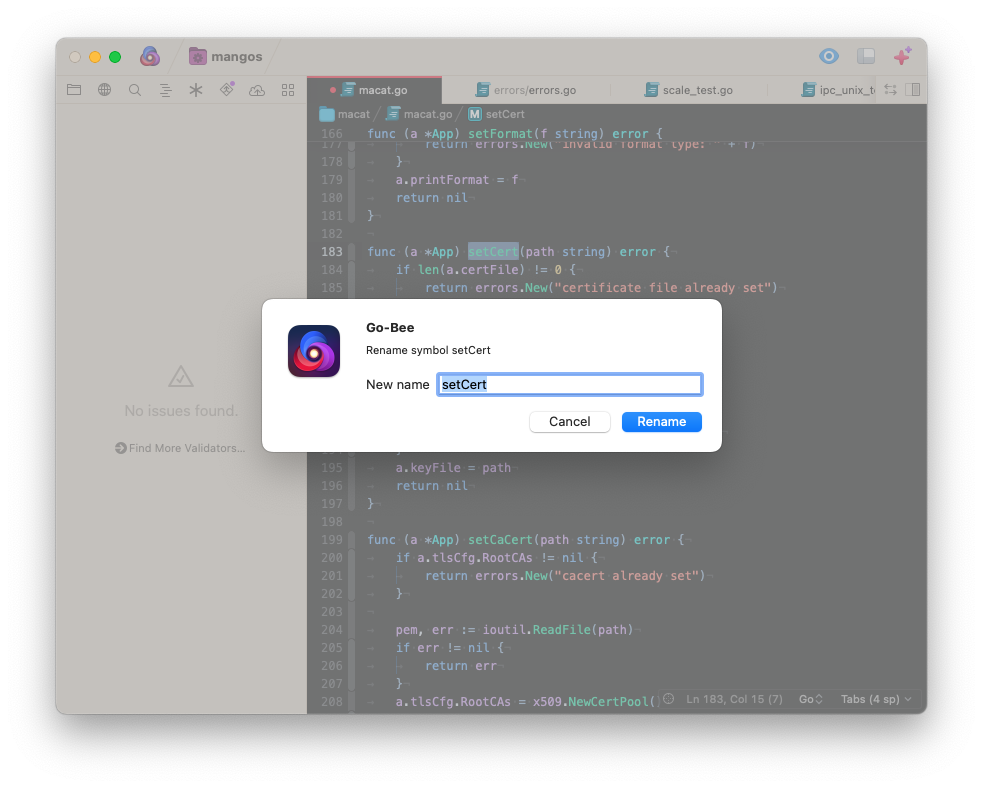 mangos
macat.go
errors/errors.go
scale_test.go
ipc_unix_t
macat / macat.go / M setCert
166 func (a *App) setFormat(f string) error {
177 return errors.New("invalid format type: " + f)
178 }
179 a.printFormat = f
180 return nil
181 }
182
183 func (a *App) setCert(path string) error {
184 if len(a.certFile) != 0 {
185 return errors.New("certificate file already set")
Go-Bee
Rename symbol setCert
New name setCert
Cancel Rename
No issues found.
Find More Validators...
195 a.keyFile = path
196 return nil
197 }
198
199 func (a *App) setCaCert(path string) error {
200 if a.tlsCfg.RootCAs != nil {
201 return errors.New("cacert already set")
202 }
203
204 pem, err := ioutil.ReadFile(path)
205 if err != nil {
206 return err
207 }
208 a.tlsCfg.RootCAs = x509.NewCertPool(
Ln 183, Col 15 (7) Go Tabs (4 sp)